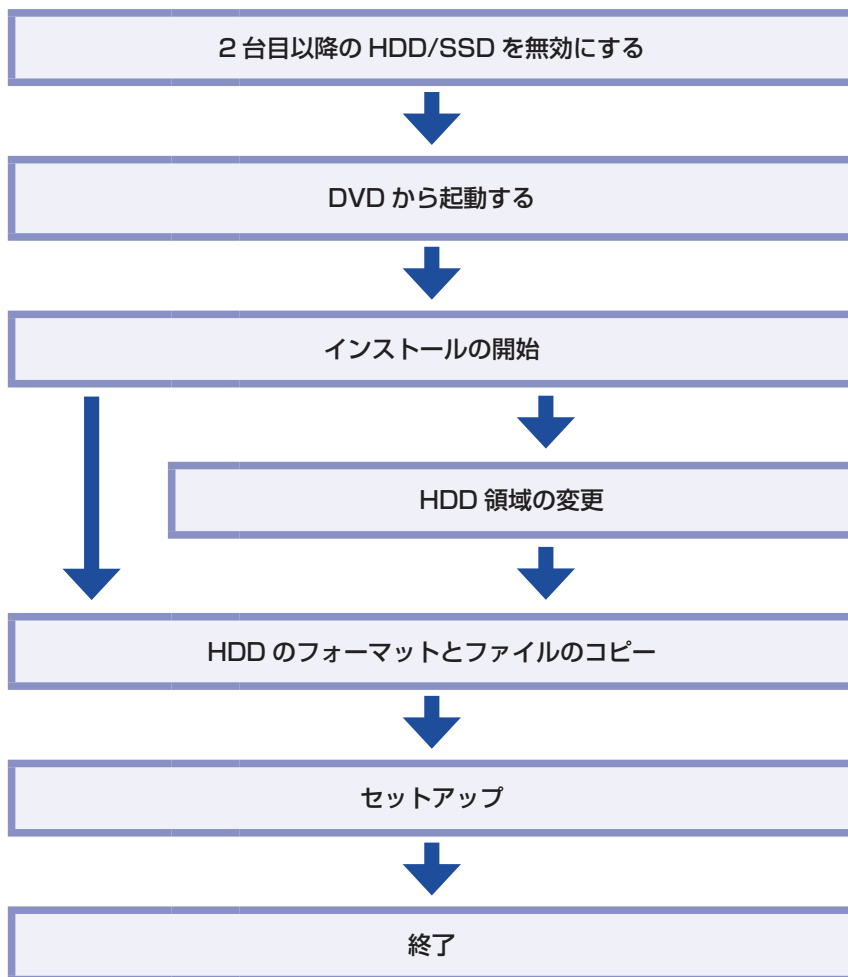 2台目以降の HDD/SSD を無効にする
DVD から起動する
インストールの開始
HDD 領域の変更
HDD のフォーマットとファイルのコピー
セットアップ
終了